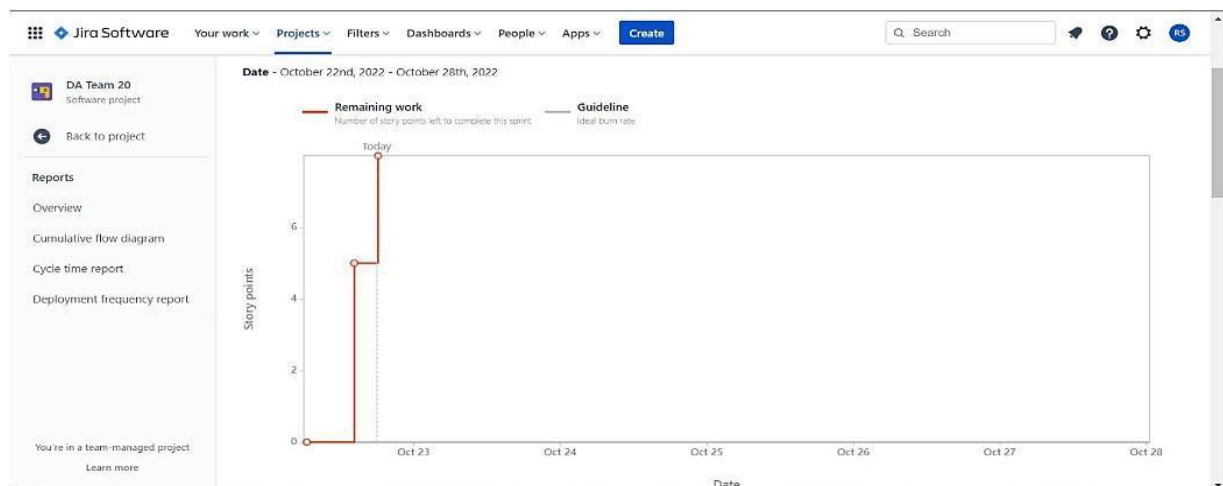 Jira Software Your work Projects Filters Dashboards People Apps Create Search RS
DA Team 20
Software project
Back to project
Reports
Overview
Cumulative flow diagram
Cycle time report
Deployment frequency report
You're in a team-managed project
Learn more
Date - October 22nd, 2022 - October 28th, 2022
Remaining work
Number of story points left to complete this sprint
Guideline
Ideal burn rate
Today
6
4
2
0
Story points
Oct 23 Oct 24 Oct 25 Oct 26 Oct 27 Oct 28
Date